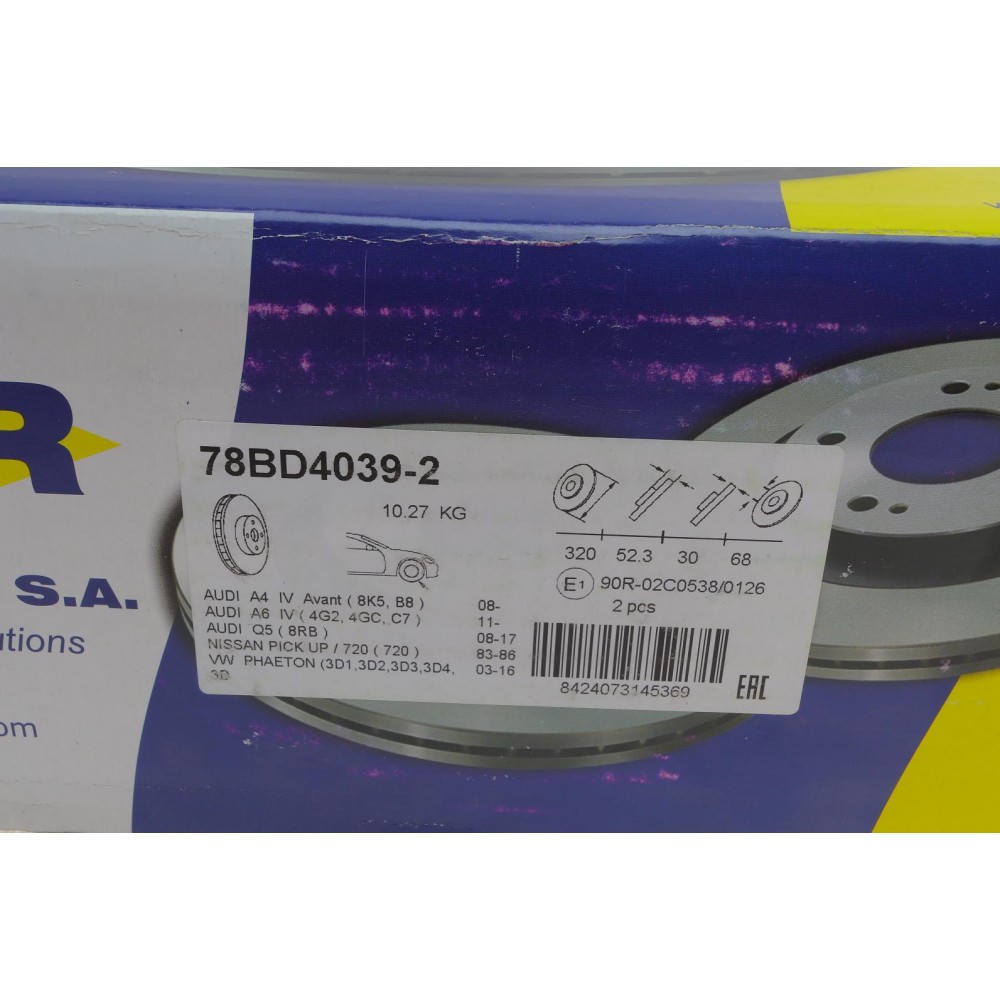 R
S.A.
utions
om
78BD4039-2
10.27 KG
320 52.3 30 68
E1 90R-02C0538/0126
2 pcs
AUDI A4 IV Avant ( 8K5, B8 ) 08-
AUDI A6 IV ( 4G2, 4GC, C7 ) 11-
AUDI Q5 ( 8RB ) 08-17
NISSAN PICK UP / 720 ( 720 ) 83-86
VW PHAETON (3D1,3D2,3D3,3D4, 03-16
3D
8424073145369
EAC